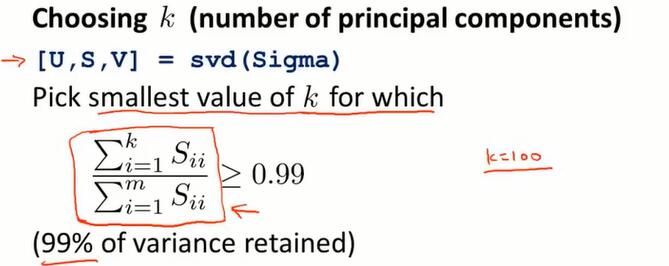 Choosing k (number of principal components)
→ [U,S,V] = svd(Sigma)
Pick smallest value of k for which
\frac{\sum_{i=1}^{k} S_{ii}}{\sum_{i=1}^{m} S_{ii}} ≥ 0.99
k=100
(99% of variance retained)